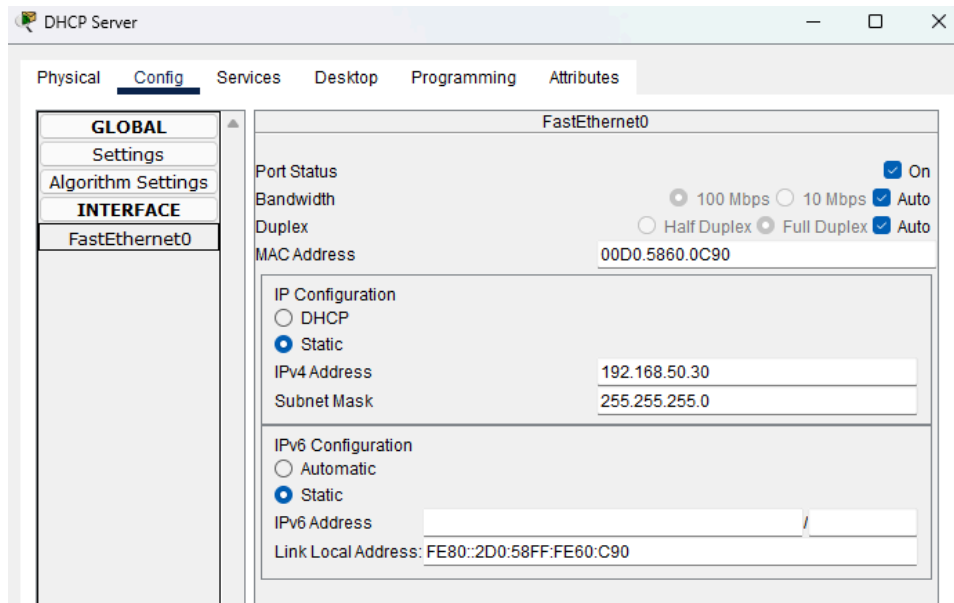 DHCP Server
Physical Config Services Desktop Programming Attributes
GLOBAL
Settings
Algorithm Settings
INTERFACE
FastEthernet0
FastEthernet0
Port Status On
Bandwidth 100 Mbps 10 Mbps Auto
Duplex Half Duplex Full Duplex Auto
MAC Address 00D0.5860.0C90
IP Configuration
DHCP
Static
IPv4 Address 192.168.50.30
Subnet Mask 255.255.255.0
IPv6 Configuration
Automatic
Static
IPv6 Address /
Link Local Address: FE80::2D0:58FF:FE60:C90